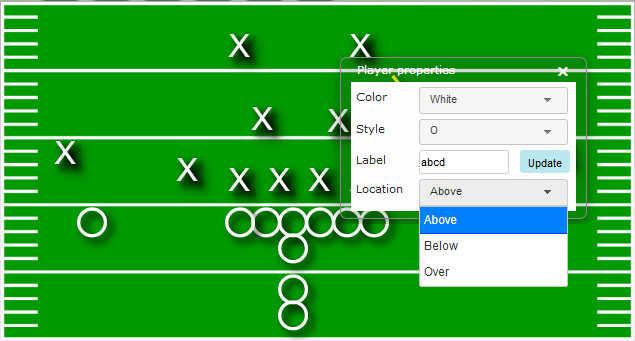 X X
Player properties ×
Color White
X X
Style O
X Label abcd Update
X
X X X Location Above
Above
Below
Over